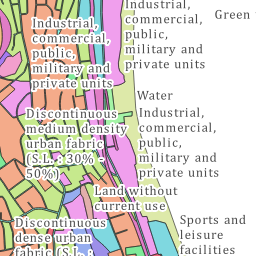 Industrial,
commercial,
public,
military and
private units
Industrial,
commercial,
public,
military and
private units
Green
Water
Industrial,
commercial,
public,
military and
private units
Discontinuous
medium density
urban fabric
(S.L. : 30% -
50%)
Land without
current use
Discontinuous
dense urban
fabric (S.L. :
Sports and
leisure
facilities